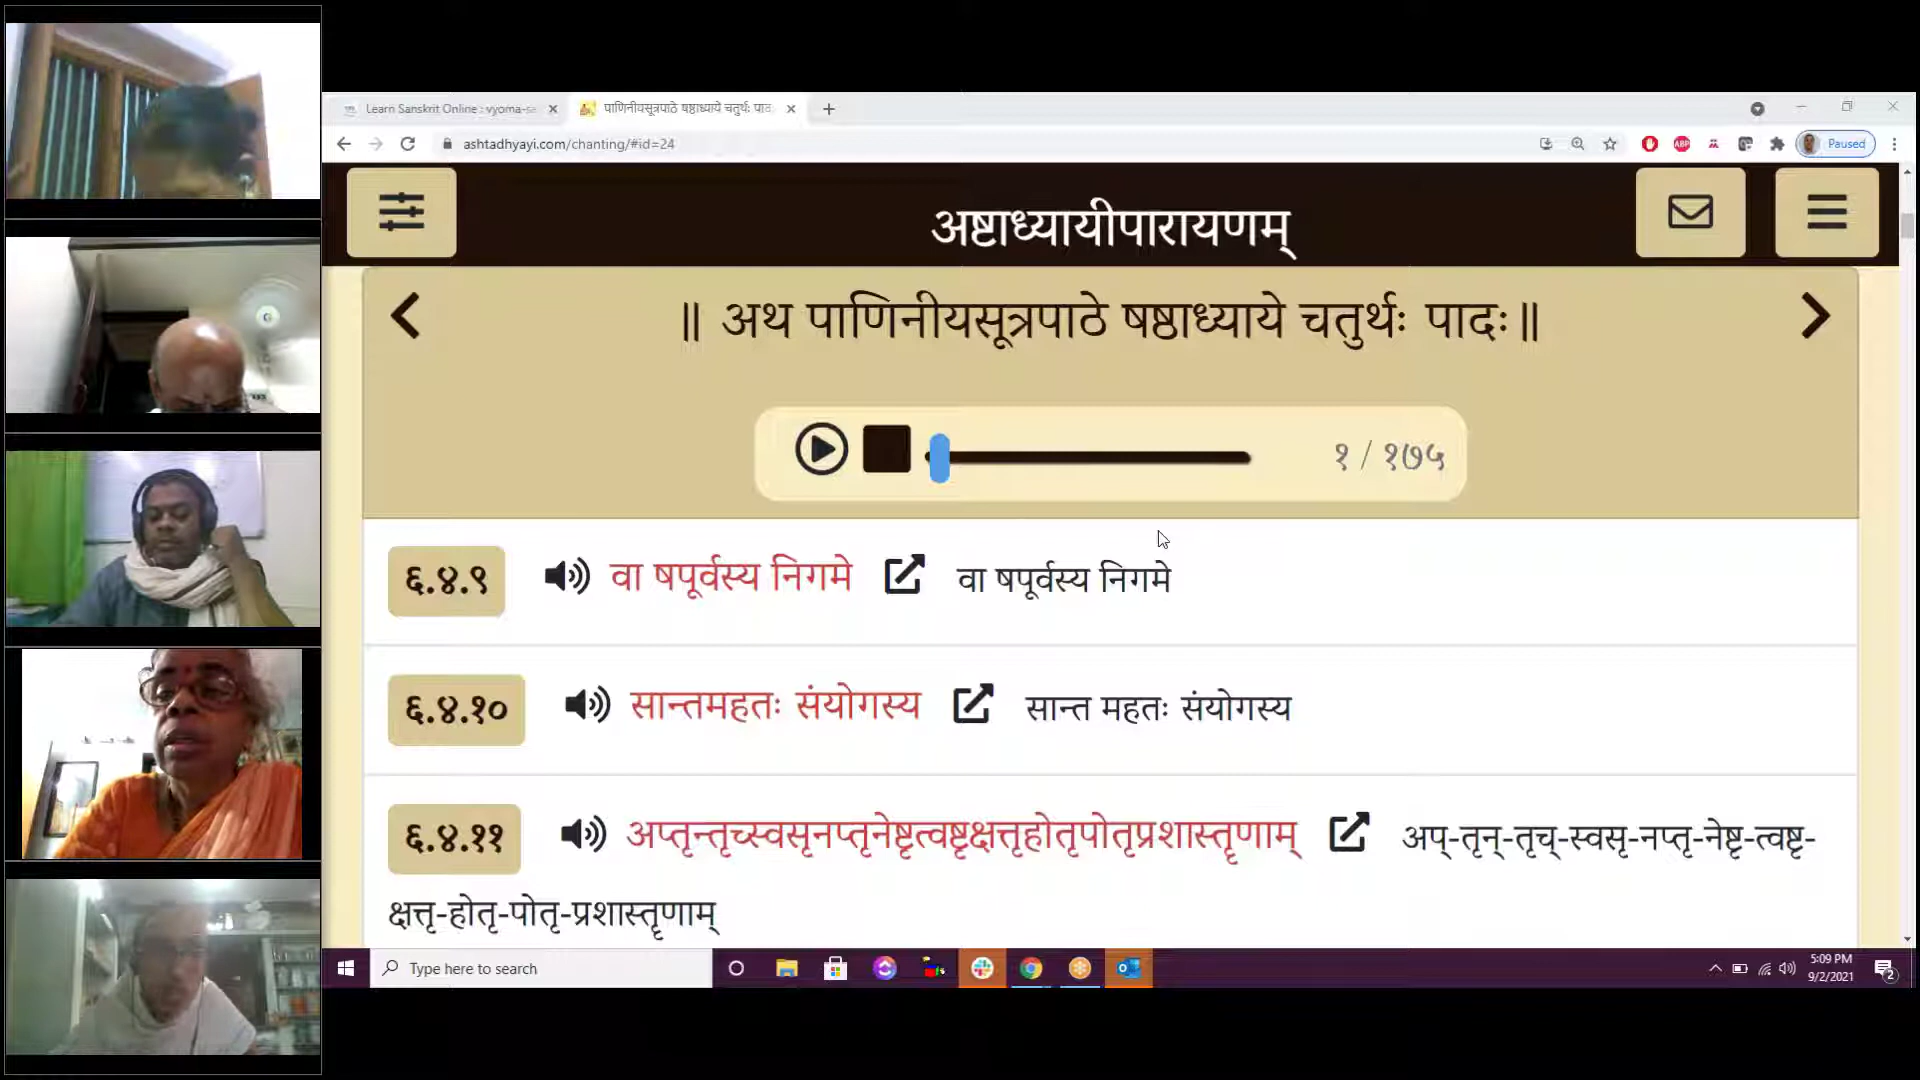 Learn Sanskrit Online : vyoma-sa
पाणिनीयसूत्रपाठे षष्ठाध्याये चतुर्थः पाद
ashtadhyayi.com/chanting/#id=24
ABP
Paused
अष्टाध्यायीपारायणम्
॥ अथ पाणिनीयसूत्रपाठे षष्ठाध्याये चतुर्थः पादः॥
१ / १७५
६.४.९ वा षपूर्वस्य निगमे वा षपूर्वस्य निगमे
६.४.१० सान्तमहतः संयोगस्य सान्त महतः संयोगस्य
६.४.११ अप्तृन्तृच्स्वसृनप्तृनेष्टृत्वष्टृक्षत्तृहोतृपोतृप्रशास्तॄणाम् अप्-तृन्-तृच्-स्वसृ-नप्तृ-नेष्टृ-त्वष्टृ-
क्षत्तृ-होतृ-पोतृ-प्रशास्तॄणाम्
Type here to search
5:09 PM
9/2/2021
2